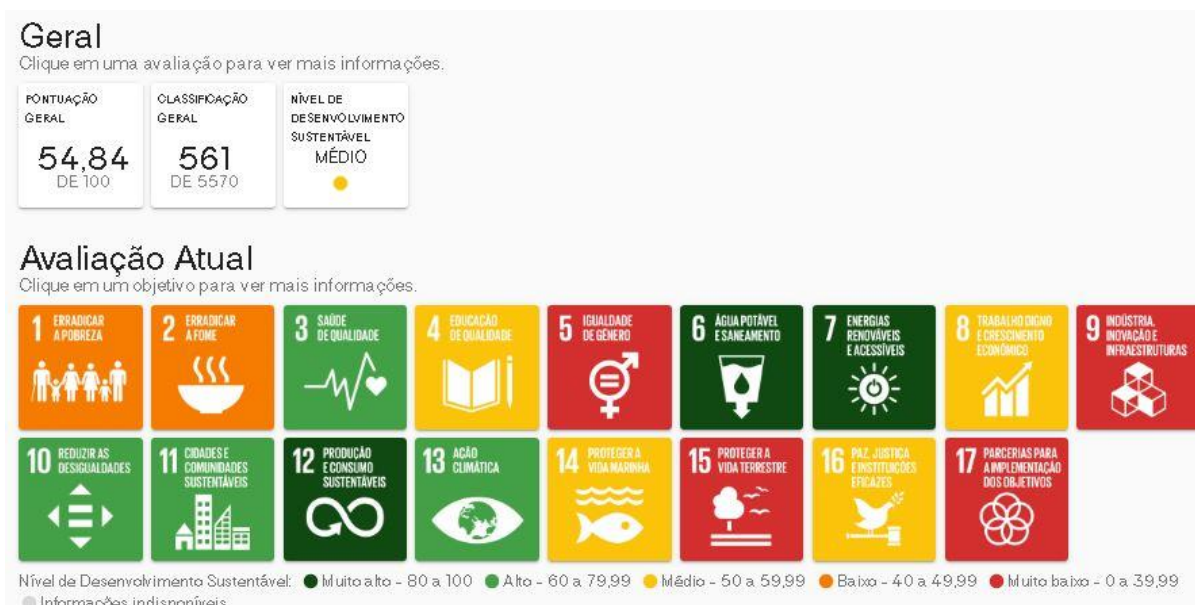 Geral
Clique em uma avaliação para ver mais informações.
PONTUAÇÃO
GERAL
54,84
DE 100
CLASSIFICAÇÃO
GERAL
561
DE 5570
NÍVEL DE
DESENVOLVIMENTO
SUSTENTÁVEL
MÉDIO
Avaliação Atual
Clique em um objetivo para ver mais informações.
1 ERRADICAR
A POBREZA
2 ERRADICAR
A FOME
3 SAÚDE
DE QUALIDADE
4 EDUCAÇÃO
DE QUALIDADE
5 IGUALDADE
DE GÉNERO
6 ÁGUA POTÁVEL
E SANEAMENTO
7 ENERGIAS
RENOVÁVEIS
E ACESSÍVEIS
8 TRABALHO DIGNO
E CRESCIMENTO
ECONÓMICO
9 INDÚSTRIA,
INOVAÇÃO E
INFRAESTRUTURAS
10 REDUZIR AS
DESIGUALDADES
11 CIDADES E
COMUNIDADES
SUSTENTÁVEIS
12 PRODUÇÃO
E CONSUMO
SUSTENTÁVEIS
13 AÇÃO
CLIMÁTICA
14 PROTEGER A
VIDA MARINHA
15 PROTEGER A
VIDA TERRESTRE
16 PAZ, JUSTIÇA
E INSTITUIÇÕES
EFICAZES
17 PARCERIAS PARA
A IMPLEMENTAÇÃO
DOS OBJETIVOS
Nível de Desenvolvimento Sustentável: Muito alto - 80 a 100 Alto - 60 a 79,99 Médio - 50 a 59,99 Baixo - 40 a 49,99 Muito baixo - 0 a 39,99
Informações indisponíveis